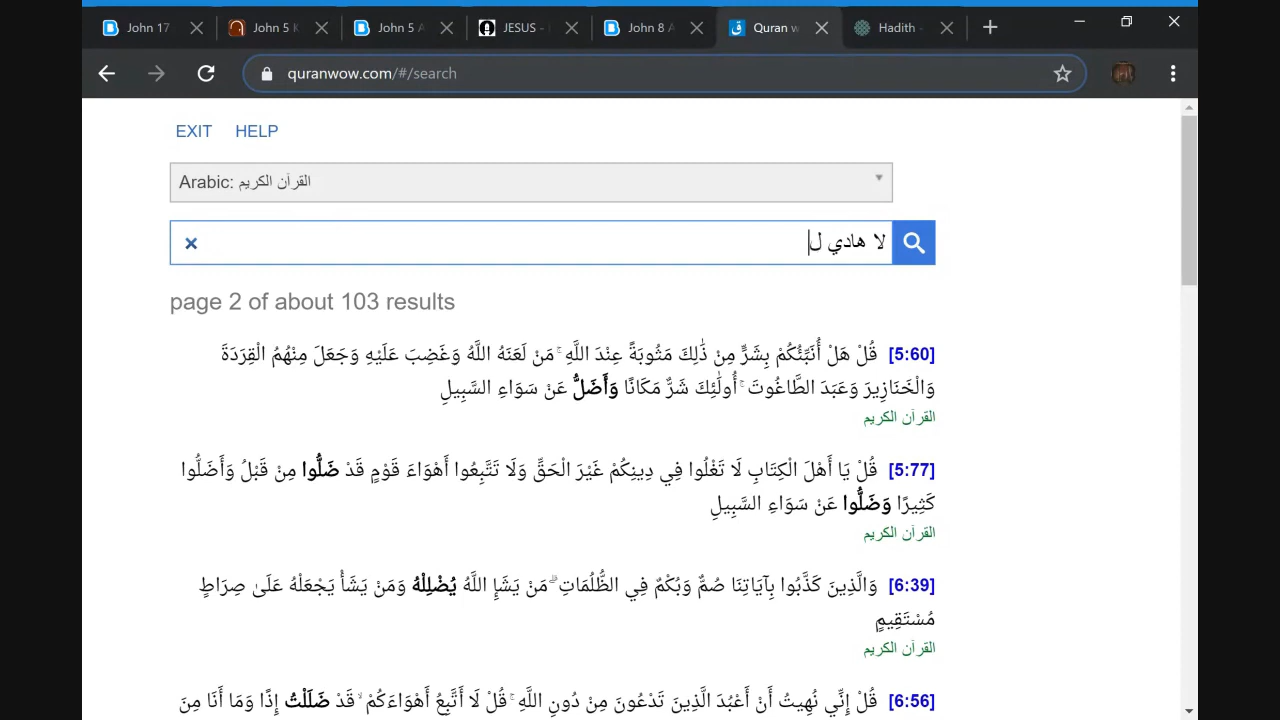 John 17
John 5 K
John 5 A
JESUS -
John 8 A
Quran w
Hadith -
quranwow.com/#/search
EXIT HELP
Arabic: القرآن الكريم
لا هادي ل
page 2 of about 103 results
[5:60] قُلْ هَلْ أُنَبِّئُكُمْ بِشَرٍّ مِنْ ذَٰلِكَ مَثُوبَةً عِنْدَ اللَّهِ ۚ مَنْ لَعَنَهُ اللَّهُ وَغَضِبَ عَلَيْهِ وَجَعَلَ مِنْهُمُ الْقِرَدَةَ
وَالْخَنَازِيرَ وَعَبَدَ الطَّاغُوتَ ۚ أُولَٰئِكَ شَرٌّ مَكَانًا وَأَضَلُّ عَنْ سَوَاءِ السَّبِيلِ
القرآن الكريم
[5:77] قُلْ يَا أَهْلَ الْكِتَابِ لَا تَغْلُوا فِي دِينِكُمْ غَيْرَ الْحَقِّ وَلَا تَتَّبِعُوا أَهْوَاءَ قَوْمٍ قَدْ ضَلُّوا مِنْ قَبْلُ وَأَضَلُّوا
كَثِيرًا وَضَلُّوا عَنْ سَوَاءِ السَّبِيلِ
القرآن الكريم
[6:39] وَالَّذِينَ كَذَّبُوا بِآيَاتِنَا صُمٌّ وَبُكْمٌ فِي الظُّلُمَاتِ ۗ مَنْ يَشَإِ اللَّهُ يُضْلِلْهُ وَمَنْ يَشَأْ يَجْعَلْهُ عَلَىٰ صِرَاطٍ
مُسْتَقِيمٍ
القرآن الكريم
[6:56] قُلْ إِنِّي نُهِيتُ أَنْ أَعْبُدَ الَّذِينَ تَدْعُونَ مِنْ دُونِ اللَّهِ ۚ قُلْ لَا أَتَّبِعُ أَهْوَاءَكُمْ ۙ قَدْ ضَلَلْتُ إِذًا وَمَا أَنَا مِنَ